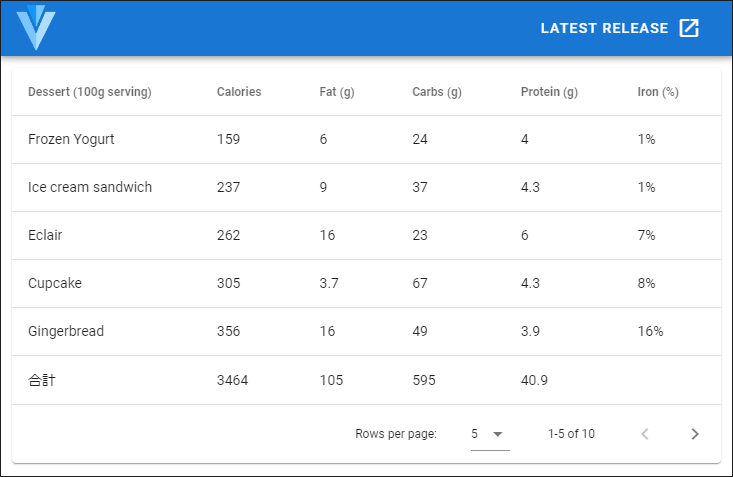 LATEST RELEASE
Dessert (100g serving) Calories Fat (g) Carbs (g) Protein (g) Iron (%)
Frozen Yogurt 159 6 24 4 1%
Ice cream sandwich 237 9 37 4.3 1%
Eclair 262 16 23 6 7%
Cupcake 305 3.7 67 4.3 8%
Gingerbread 356 16 49 3.9 16%
合計 3464 105 595 40.9
Rows per page: 5 1-5 of 10